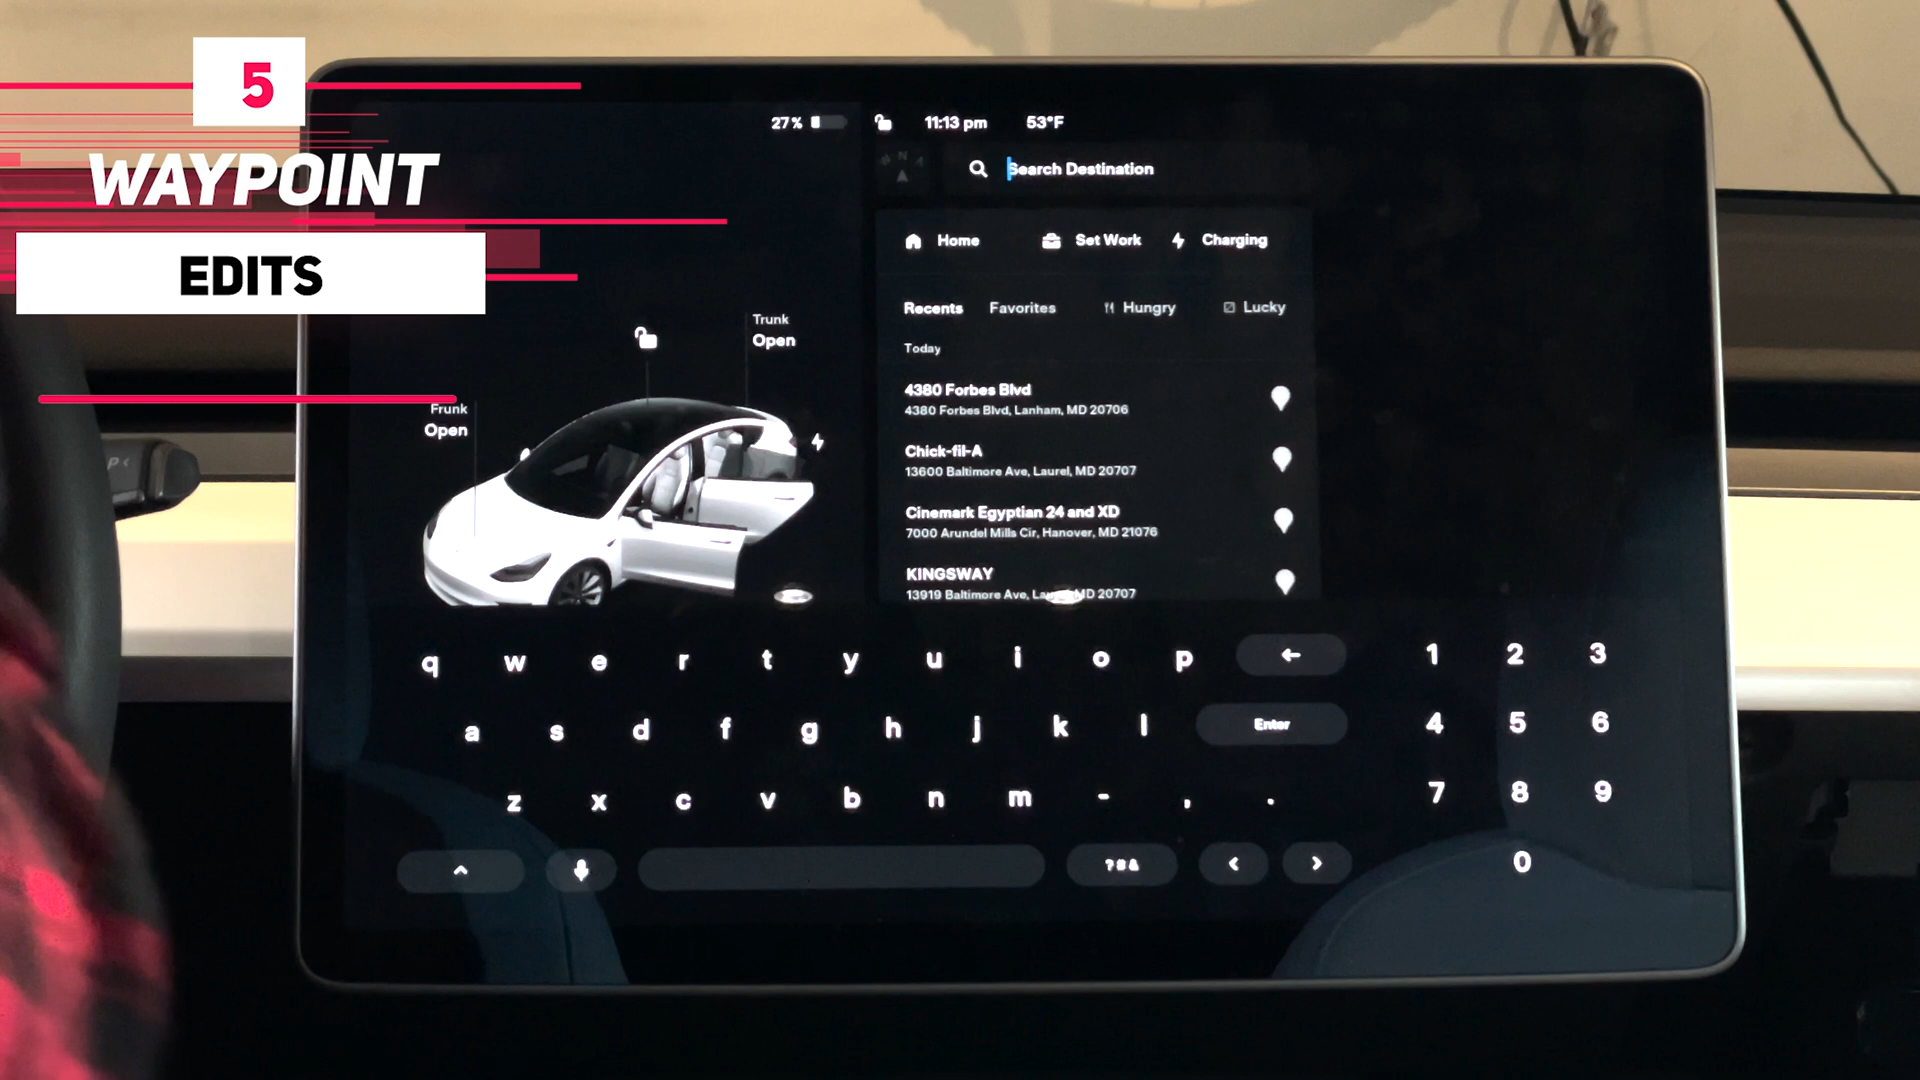 5
WAYPOINT
EDITS
27% 11:13 pm 53°F
N
Search Destination
Home Set Work Charging
Recents Favorites Hungry Lucky
Today
4380 Forbes Blvd
4380 Forbes Blvd, Lanham, MD 20706
Chick-fil-A
13600 Baltimore Ave, Laurel, MD 20707
Cinemark Egyptian 24 and XD
7000 Arundel Mills Cir, Hanover, MD 21076
KINGSWAY
13919 Baltimore Ave, Laurel, MD 20707
Trunk
Open
Frunk
Open
P
q w e r t y u i o p ← 1 2 3
a s d f g h j k l Enter 4 5 6
z x c v b n m - , . 7 8 9
^ ?#& < > 0